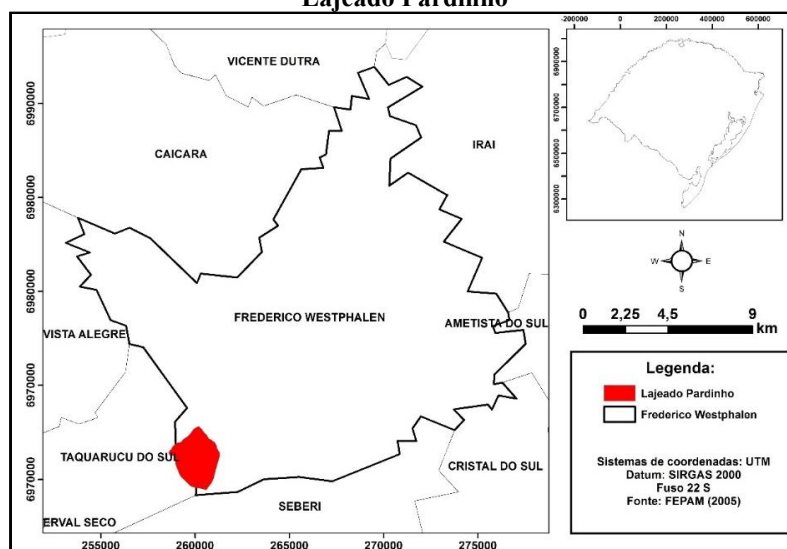 Lajeado Pardinho
VICENTE DUTRA
CAICARA
IRAI
FREDERICO WESTPHALEN
AMETISTA DO SUL
VISTA ALEGRE
TAQUARUCU DO SUL
CRISTAL DO SUL
SEBERI
ERVAL SECO
6990000
6980000
6980000
6970000
6970000
255000
260000
265000
270000
275000
-200000
0
200000
400000
600000
6900000
6700000
6500000
6300000
N
W
E
S
0
2,25
4,5
9
km
Legenda:
Lajeado Pardinho
Frederico Westphalen
Sistemas de coordenadas: UTM
Datum: SIRGAS 2000
Fuso 22 S
Fonte: FEPAM (2005)